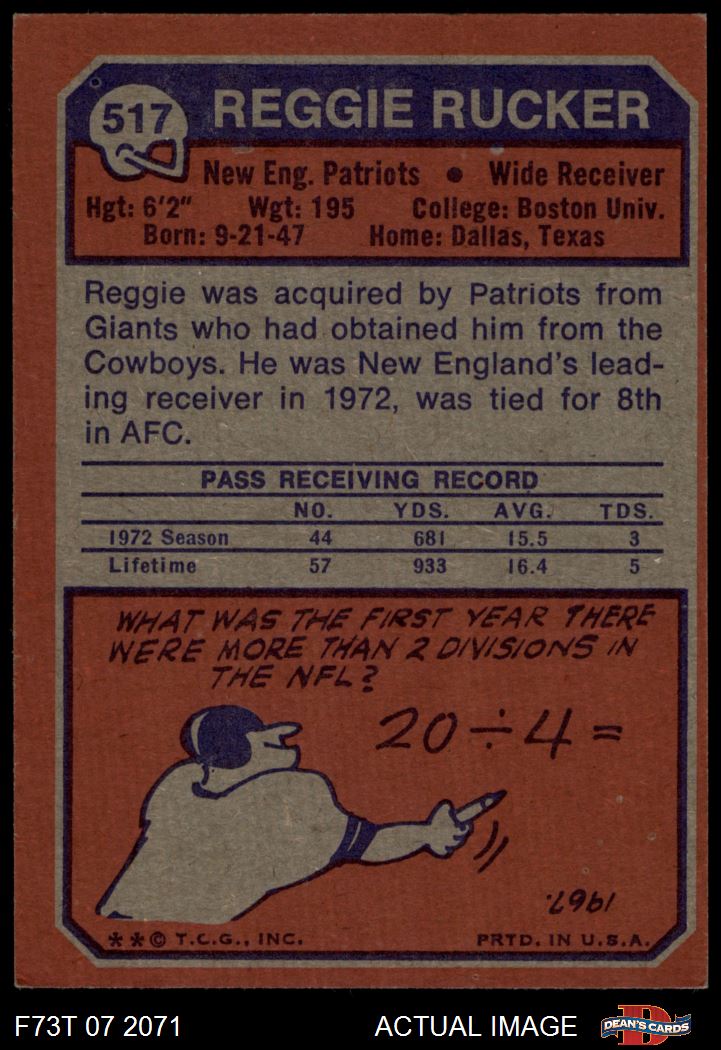 517
REGGIE RUCKER
New Eng. Patriots • Wide Receiver
Hgt: 6'2" Wgt: 195 College: Boston Univ.
Born: 9-21-47 Home: Dallas, Texas
Reggie was acquired by Patriots from
Giants who had obtained him from the
Cowboys. He was New England's lead-
ing receiver in 1972, was tied for 8th
in AFC.
PASS RECEIVING RECORD
NO. YDS. AVG. TDS.
1972 Season 44 681 15.5 3
Lifetime 57 933 16.4 5
WHAT WAS THE FIRST YEAR THERE
WERE MORE THAN 2 DIVISIONS IN
THE NFL?
20 ÷ 4 =
1967.
** © T.C.G., INC. PRTD. IN U.S.A.
F73T 07 2071 ACTUAL IMAGE
D
DEAN'S CARDS